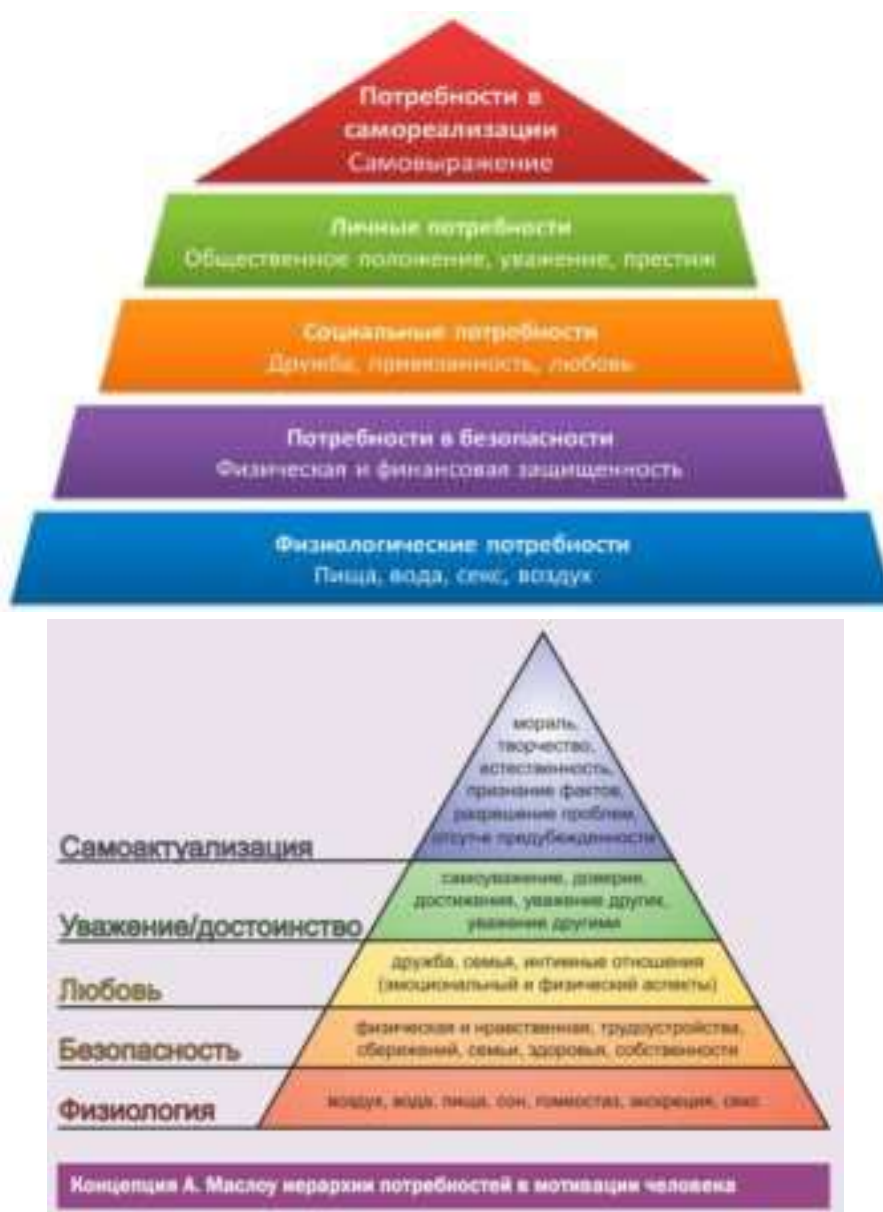 Потребности в
самореализации
Самовыражение
Личные потребности
Общественное положение, уважение, престиж
Социальные потребности
Дружба, привязанность, любовь
Потребности в безопасности
Физическая и финансовая защищенность
Физиологические потребности
Пища, вода, секс, воздух
мораль,
творчество,
естественность,
признание фактов,
разрешение проблем,
предубежденности
Самоактуализация
самоуважение, доверие,
достижения, уважение других,
уважение другими
Уважение/достоинство
дружба, семья, интимные отношения
(эмоциональный и физический аспекты)
Любовь
физическая и нравственная, трудоустройства,
сбережений, семьи, здоровья, собственности
Безопасность
воздух, вода, пища, сон, гомеостаз, экскреция, секс
Физиология
Концепция А. Маслоу иерархии потребностей в мотивации человека